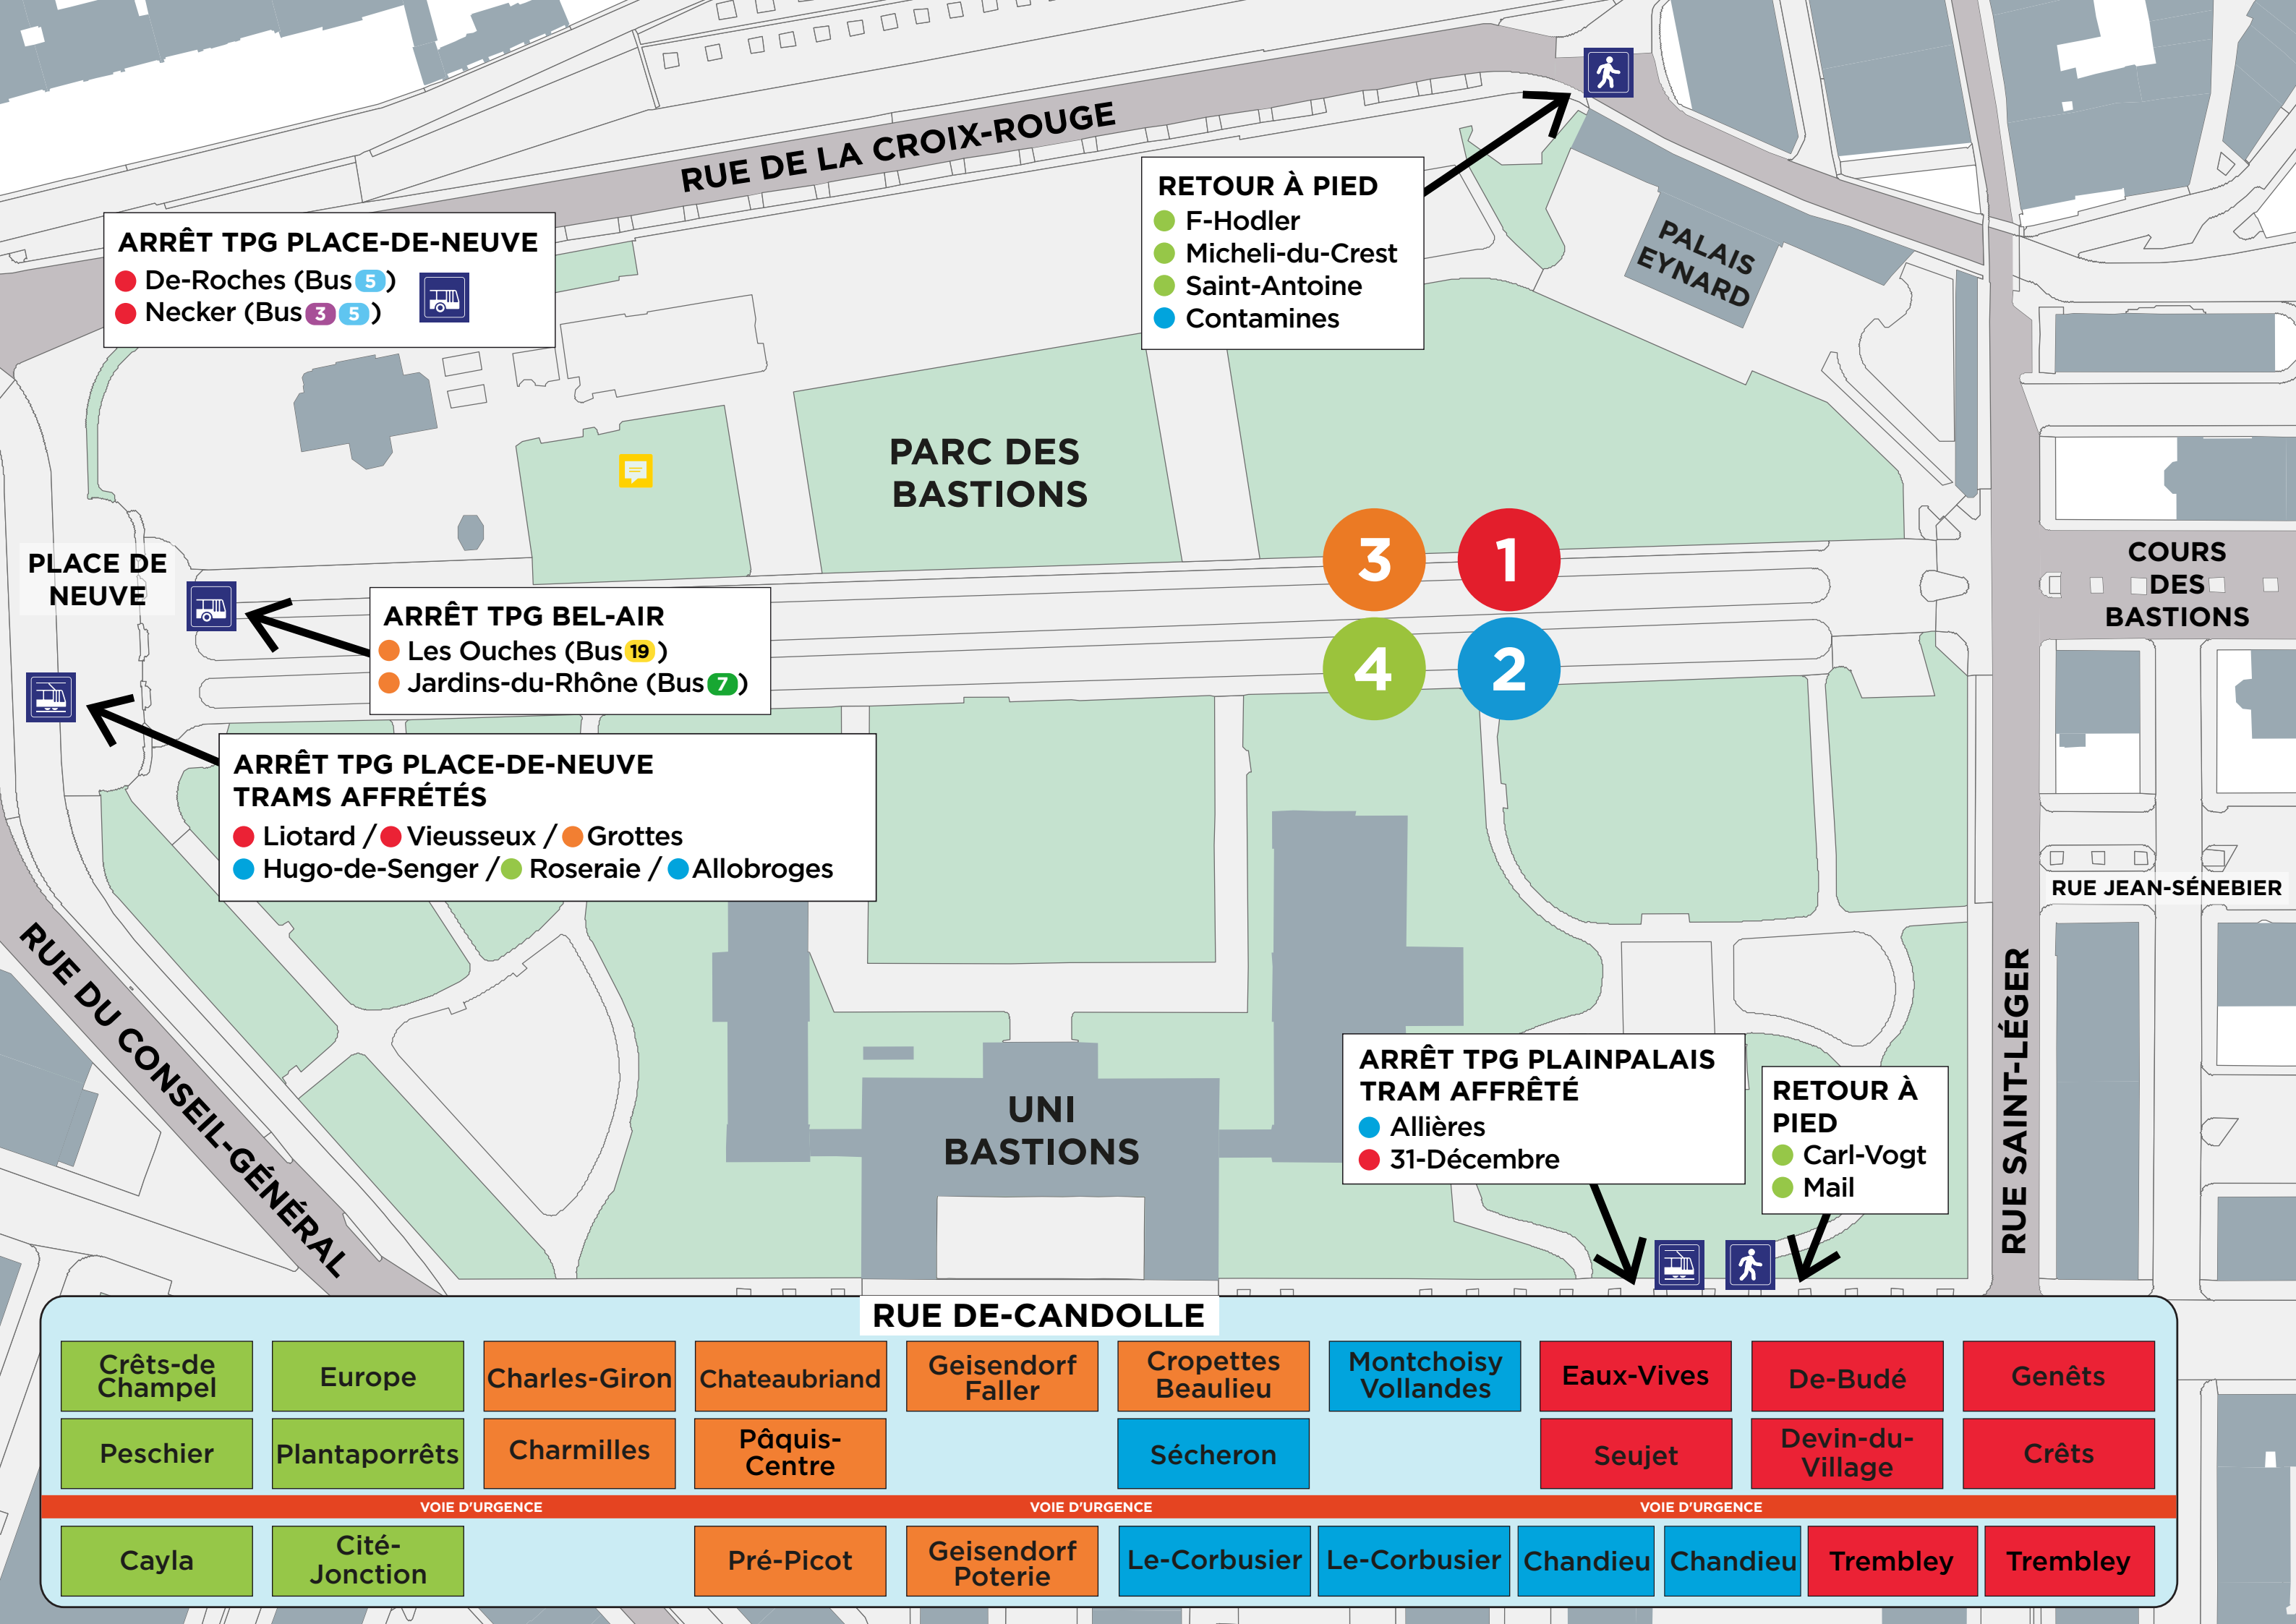 RUE DE LA CROIX-ROUGE
RETOUR À PIED
F-Hodler
Micheli-du-Crest
Saint-Antoine
Contamines
PALAIS
EYNARD
ARRÊT TPG PLACE-DE-NEUVE
De-Roches (Bus 5)
Necker (Bus 3 5)
PARC DES
BASTIONS
PLACE DE
NEUVE
ARRÊT TPG BEL-AIR
Les Ouches (Bus 19)
Jardins-du-Rhône (Bus 7)
3 1
4 2
COURS
DES
BASTIONS
ARRÊT TPG PLACE-DE-NEUVE
TRAMS AFFRÉTÉS
Liotard / Vieusseux / Grottes
Hugo-de-Senger / Roseraie / Allobroges
RUE JEAN-SÉNEBIER
RUE DU CONSEIL-GÉNÉRAL
RUE SAINT-LÉGER
UNI
BASTIONS
ARRÊT TPG PLAINPALAIS
TRAM AFFRÊTÉ
Allières
31-Décembre
RETOUR À
PIED
Carl-Vogt
Mail
RUE DE-CANDOLLE
Crêts-de
Champel
Europe
Charles-Giron
Chateaubriand
Geisendorf
Faller
Cropettes
Beaulieu
Montchoisy
Vollandes
Eaux-Vives
De-Budé
Genêts
Peschier
Plantaporrêts
Charmilles
Pâquis-
Centre
Sécheron
Seujet
Devin-du-
Village
Crêts
VOIE D'URGENCE VOIE D'URGENCE VOIE D'URGENCE
Cayla
Cité-
Jonction
Pré-Picot
Geisendorf
Poterie
Le-Corbusier
Le-Corbusier
Chandieu
Chandieu
Trembley
Trembley